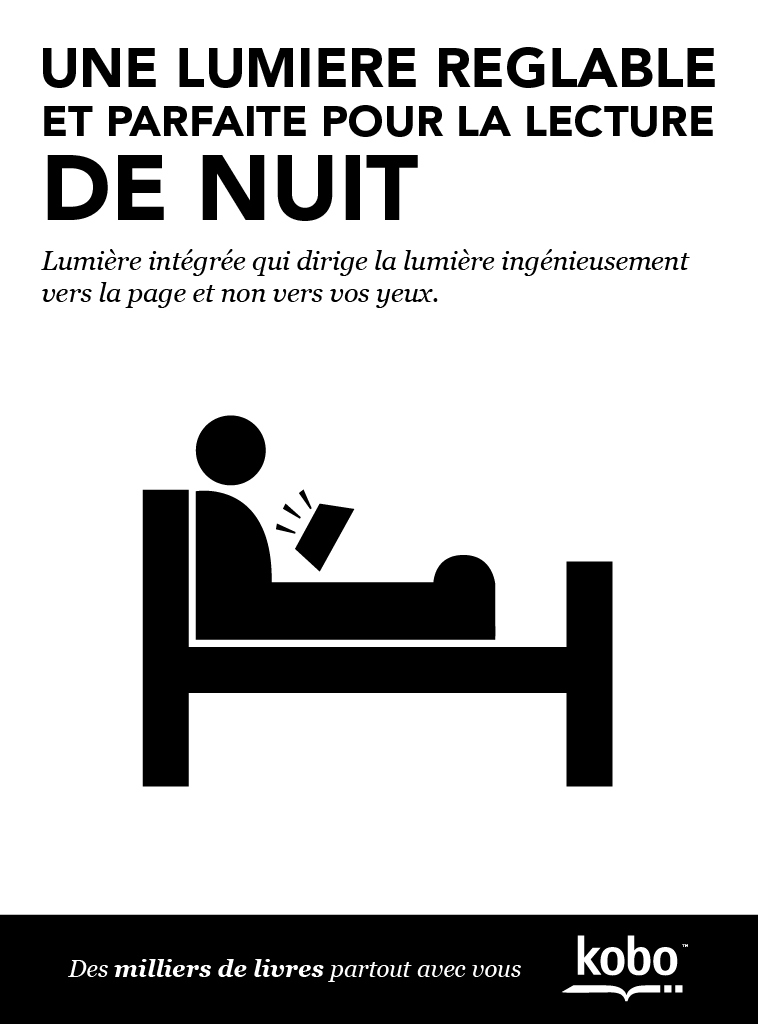 UNE LUMIERE REGLABLE
ET PARFAITE POUR LA LECTURE
DE NUIT
Lumière intégrée qui dirige la lumière ingénieusement
vers la page et non vers vos yeux.
Des milliers de livres partout avec vous
kobo™